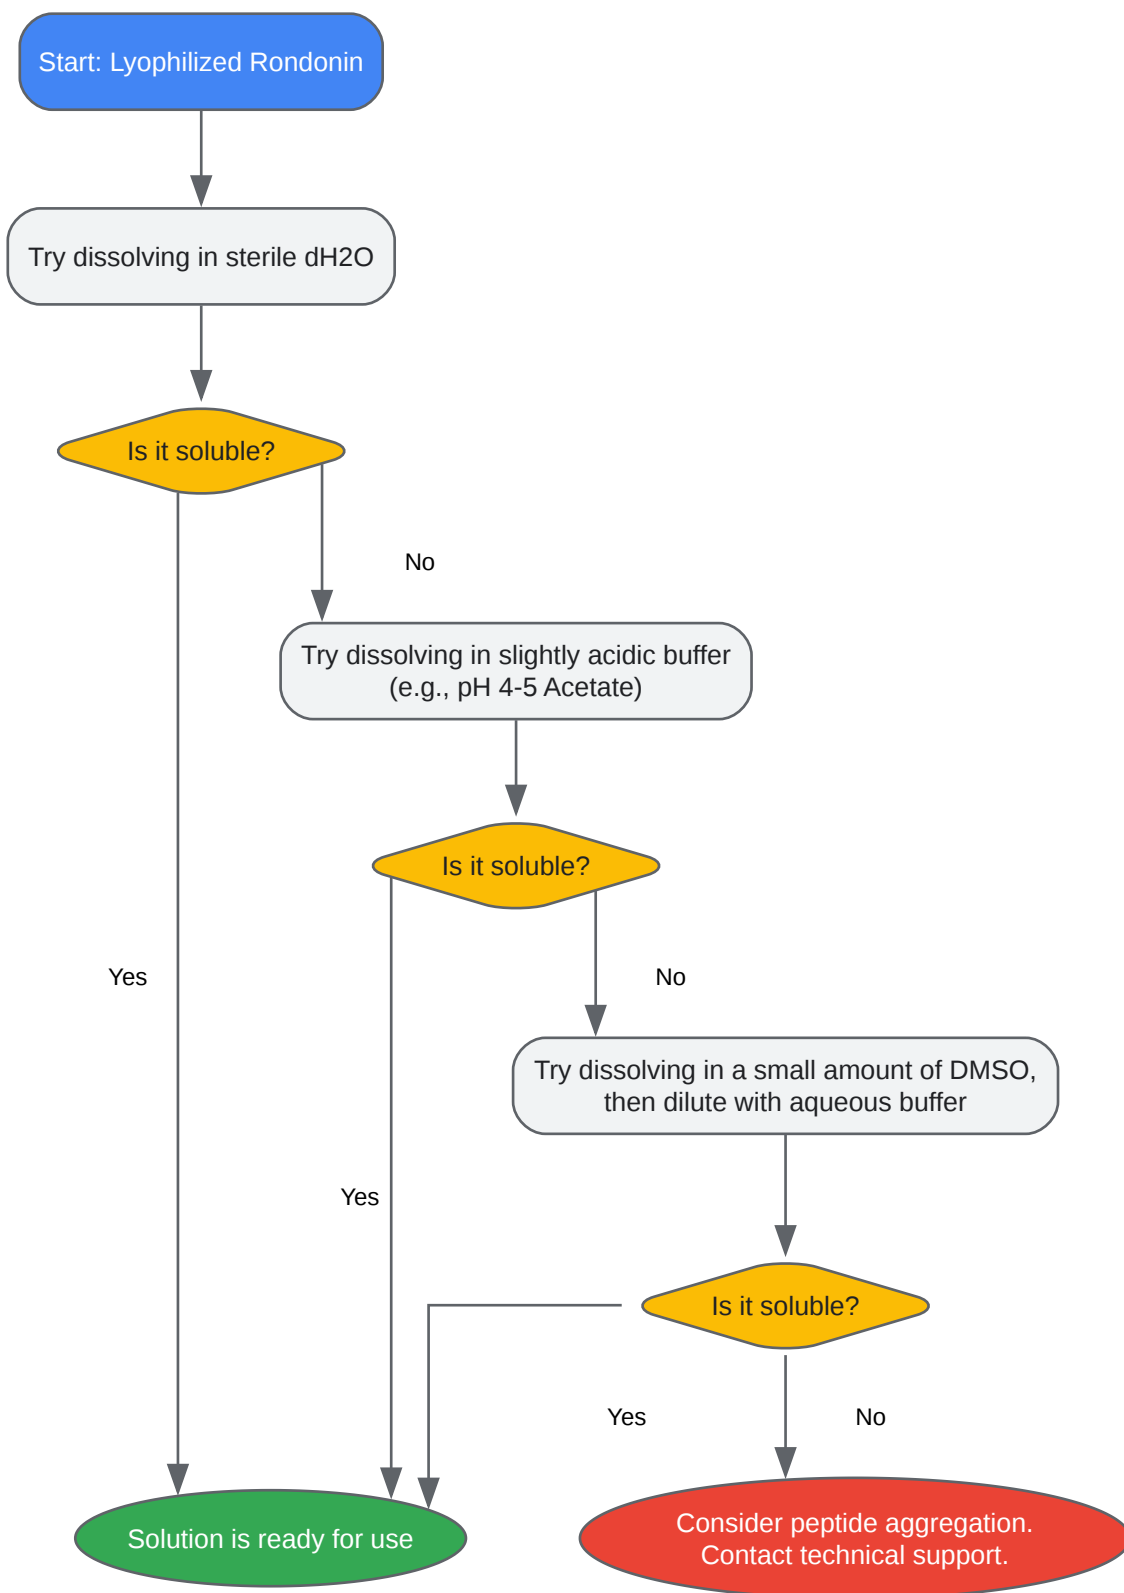 Start: Lyophilized Rondonin
Try dissolving in sterile dH2O
Is it soluble?
No
Try dissolving in slightly acidic buffer
(e.g., pH 4-5 Acetate)
Is it soluble?
Yes
No
Try dissolving in a small amount of DMSO,
then dilute with aqueous buffer
Yes
Is it soluble?
Yes
No
Solution is ready for use
Consider peptide aggregation.
Contact technical support.